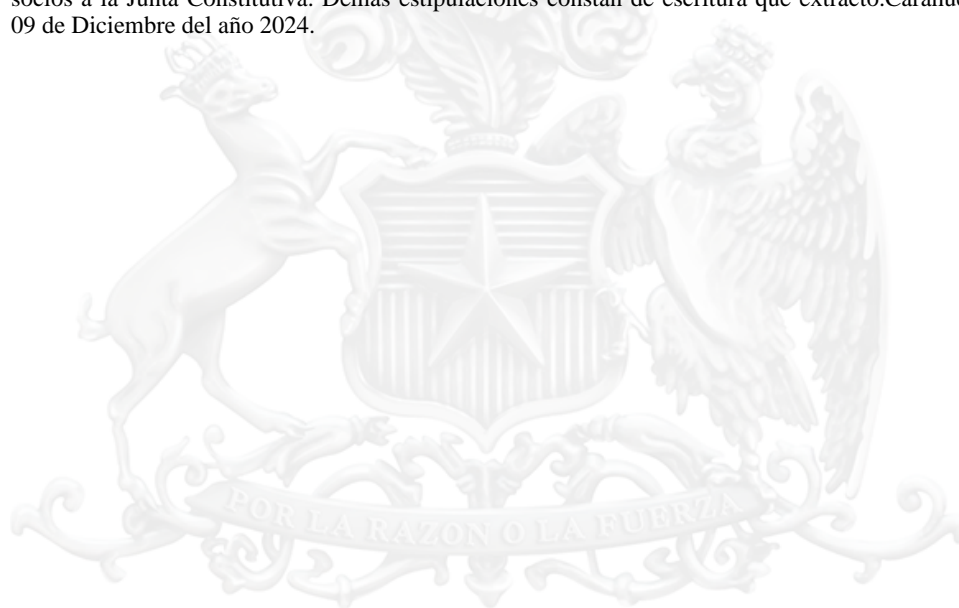 socios a la Junta Constitutiva. Demás estipulaciones constan de escritura que extracto.Carahue
09 de Diciembre del año 2024.
POR LA RAZON O LA FUERZA